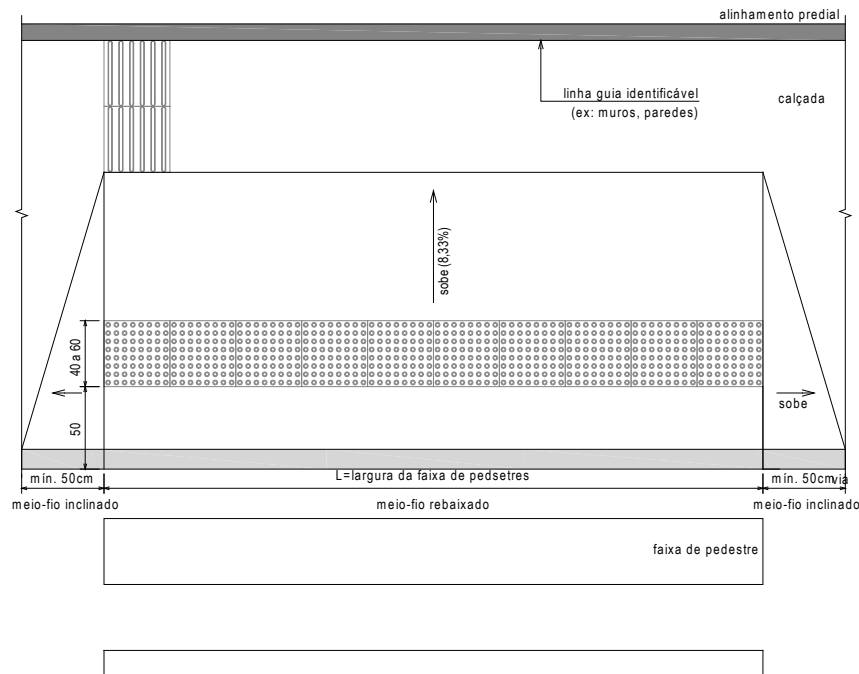 alinhamento predial
linha guia identificável
(ex: muros, paredes)
calçada
sobe (8,33%)
40 a 60
50
sobe
mín. 50cm
L=largura da faixa de pedsetres
mín. 50cm
via
meio-fio inclinado
meio-fio rebaixado
meio-fio inclinado
faixa de pedestre